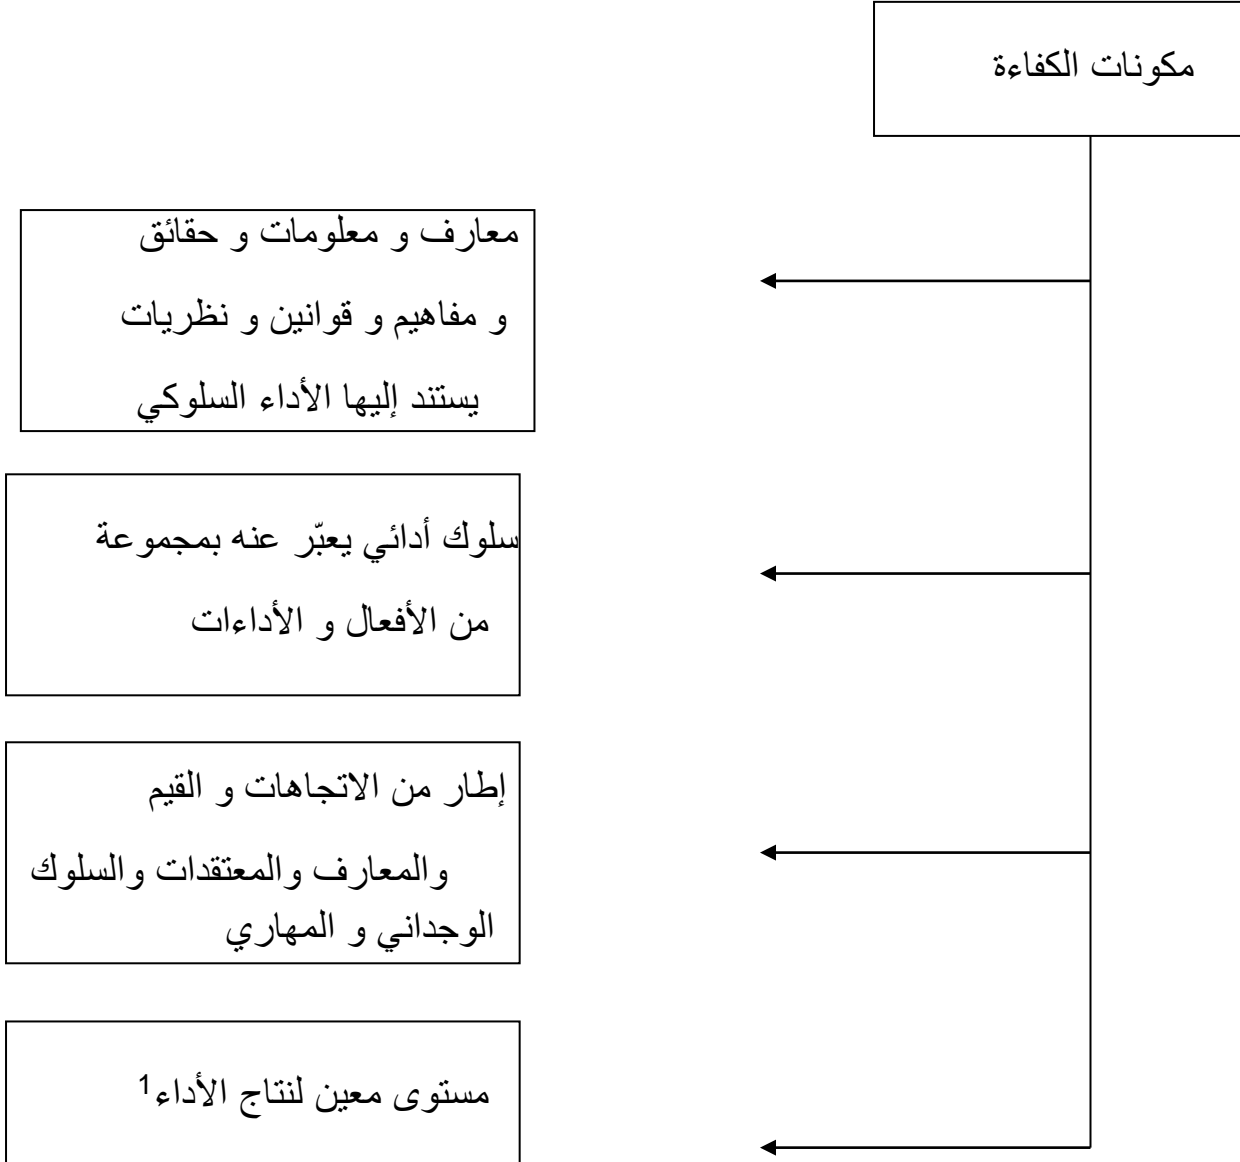 مكونات الكفاءة
معارف و معلومات و حقائق
و مفاهيم و قوانين و نظريات
يستند إليها الأداء السلوكي
سلوك أدائي يعبّر عنه بمجموعة
من الأفعال و الأداءات
إطار من الاتجاهات و القيم
والمعارف والمعتقدات والسلوك
الوجداني و المهاري
مستوى معين لنتاج الأداء1